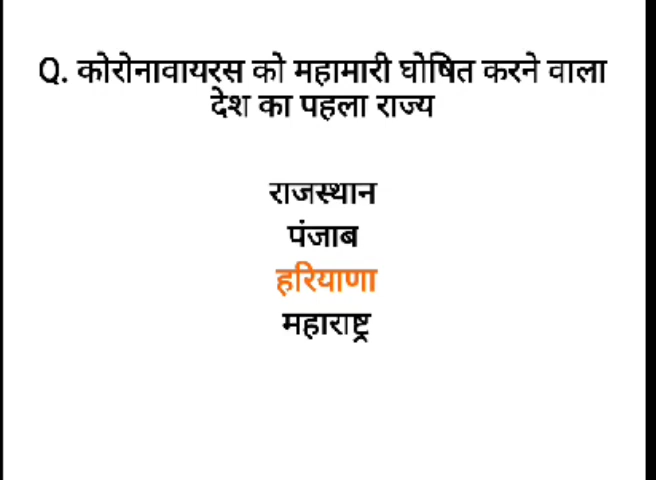 Q. कोरोनावायरस को महामारी घोषित करने वाला
देश का पहला राज्य
राजस्थान
पंजाब
हरियाणा
महाराष्ट्र